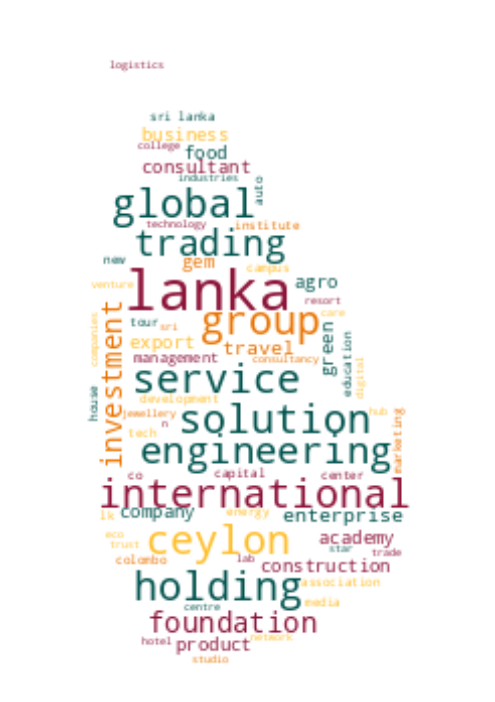 logistics
sri lanka
business
college food
consultant
industries
auto
global
technology institute
trading
new gem campus
lanka agro
venture resort
investment
companies
tour sri group care
export travel
green
education
digital
management consultancy
service
house
development
jewellery solution hub
n
marketing
tech engineering
co capital center
international
lk company energy enterprise
eco ceylon academy
trust star trade
colombo lab construction
holding association
centre media
foundation
hotel product network
studio